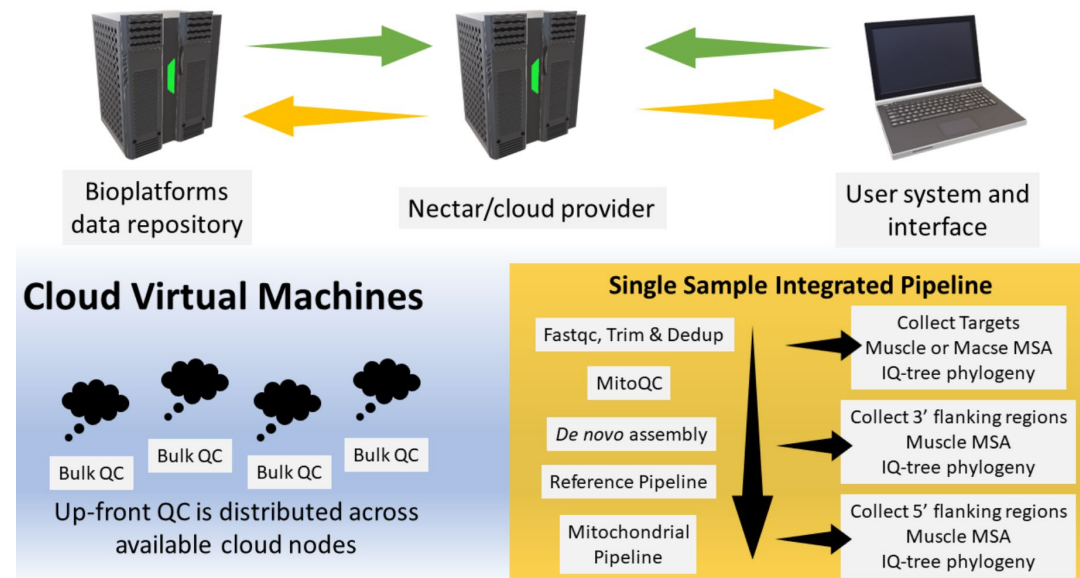 Bioplatforms
data repository
Nectar/cloud provider
User system and
interface
Cloud Virtual Machines
Bulk QC
Bulk QC
Bulk QC
Bulk QC
Up-front QC is distributed across
available cloud nodes
Single Sample Integrated Pipeline
Fastqc, Trim & Dedup
MitoQC
De novo assembly
Reference Pipeline
Mitochondrial
Pipeline
Collect Targets
Muscle or Macse MSA
IQ-tree phylogeny
Collect 3’ flanking regions
Muscle MSA
IQ-tree phylogeny
Collect 5’ flanking regions
Muscle MSA
IQ-tree phylogeny